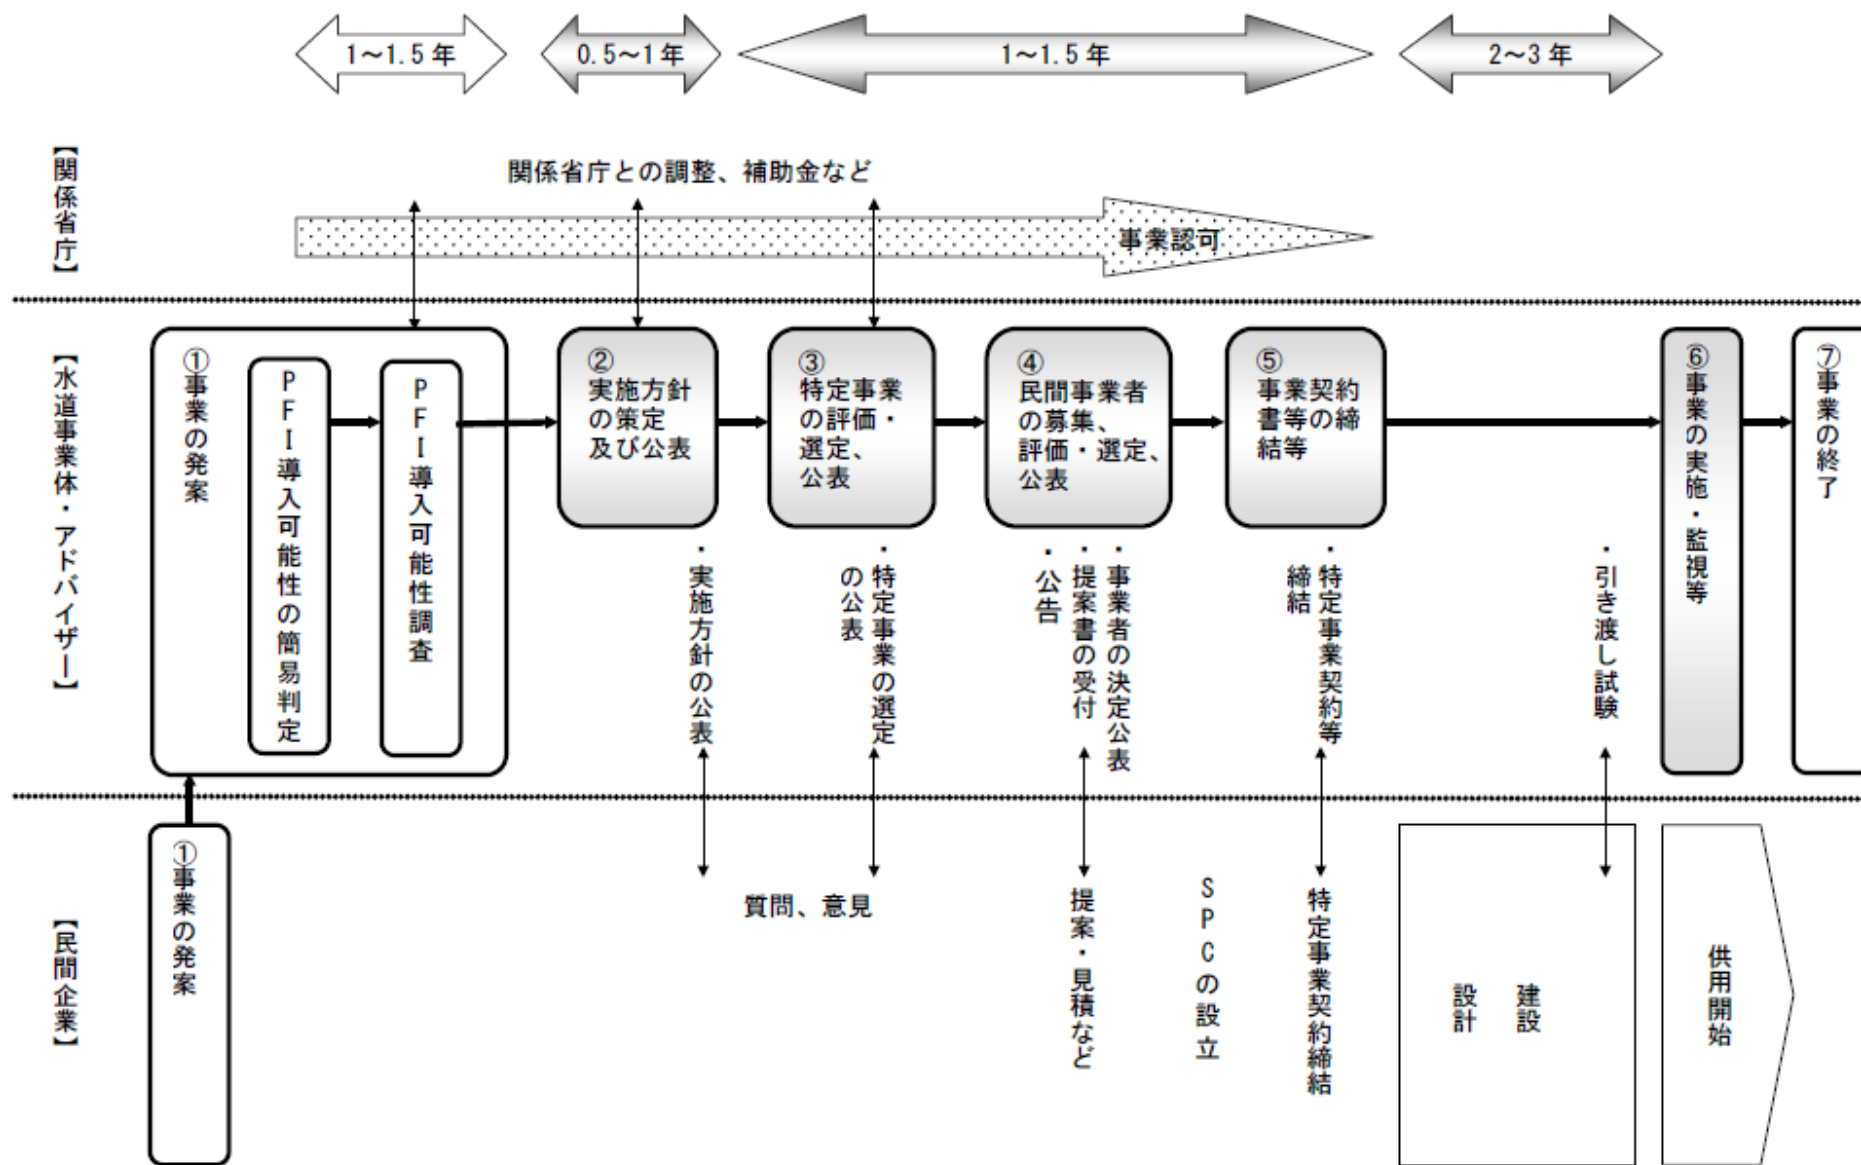 1～1.5年
0.5～1年
1～1.5年
2～3年
【関係省庁】
関係省庁との調整、補助金など
事業認可
【水道事業体・アドバイザー】
①事業の発案
PFI導入可能性の簡易判定
PFI導入可能性調査
②
実施方針
の策定
及び公表
③
特定事業
の評価・
選定、
公表
④
民間事業者
の募集、
評価・選定、
公表
⑤
事業契約
書等の締
結等
⑥事業の実施・監視等
⑦事業の終了
・実施方針の公表
・特定事業の選定
の公表
・公告
・提案書の受付
・事業者の決定公表
・特定事業契約等
締結
・引き渡し試験
【民間企業】
①事業の発案
質問、意見
提案・見積など
SPCの設立
特定事業契約締結
設計
建設
供用開始